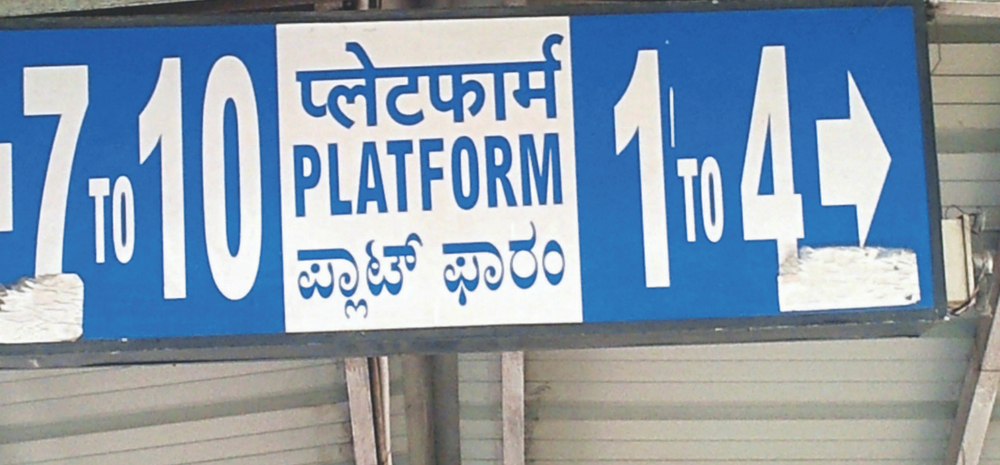 7 TO 10
प्लेटफार्म
PLATFORM
ಪ್ಲಾಟ್ ಫಾರಂ
1 TO 4